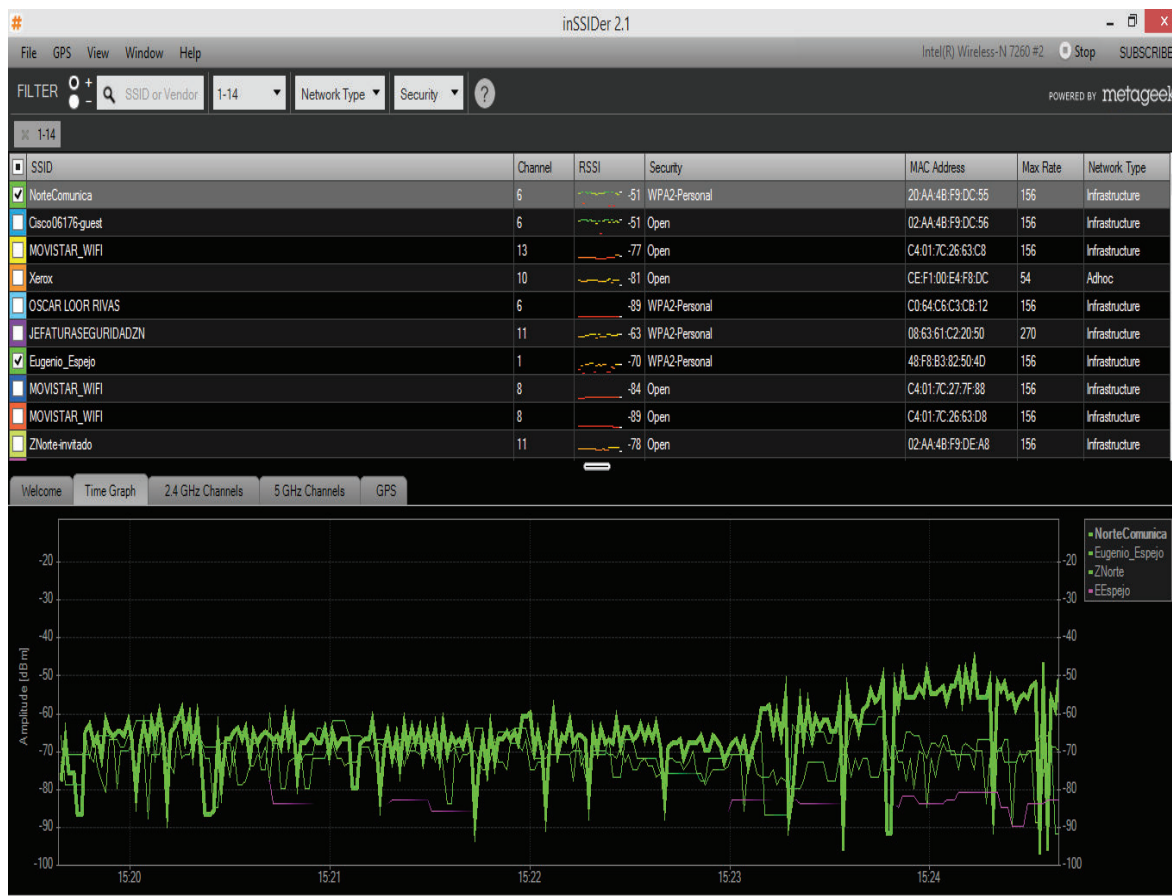 inSSIDer 2.1
File GPS View Window Help Intel(R) Wireless-N 7260 #2 Stop SUBSCRIBE
FILTER + - SSID or Vendor 1-14 Network Type Security ? POWERED BY metageek
1-14
SSID Channel RSSI Security MAC Address Max Rate Network Type
NorteComunica 6 -51 WPA2-Personal 20:AA:4B:F9:DC:55 156 Infrastructure
Cisco06176-guest 6 -51 Open 02:AA:4B:F9:DC:56 156 Infrastructure
MOVISTAR_WIFI 13 -77 Open C4:01:7C:26:63:C8 156 Infrastructure
Xerox 10 -81 Open CE:F1:00:E4:F8:DC 54 Adhoc
OSCAR LOOR RIVAS 6 -89 WPA2-Personal C0:64:C6:C3:CB:12 156 Infrastructure
JEFATURASEGURIDADZN 11 -63 WPA2-Personal 08:63:61:C2:20:50 270 Infrastructure
Eugenio_Espejo 1 -70 WPA2-Personal 48:F8:B3:82:50:4D 156 Infrastructure
MOVISTAR_WIFI 8 -84 Open C4:01:7C:27:7F:88 156 Infrastructure
MOVISTAR_WIFI 8 -89 Open C4:01:7C:26:63:D8 156 Infrastructure
ZNorte-invitado 11 -78 Open 02:AA:4B:F9:DE:A8 156 Infrastructure
Welcome Time Graph 2.4 GHz Channels 5 GHz Channels GPS
Amplitude [dBm]
-20 -20
-30 -30
-40 -40
-50 -50
-60 -60
-70 -70
-80 -80
-90 -90
-100 -100
15:20 15:21 15:22 15:23 15:24
NorteComunica
Eugenio_Espejo
ZNorte
EEspejo